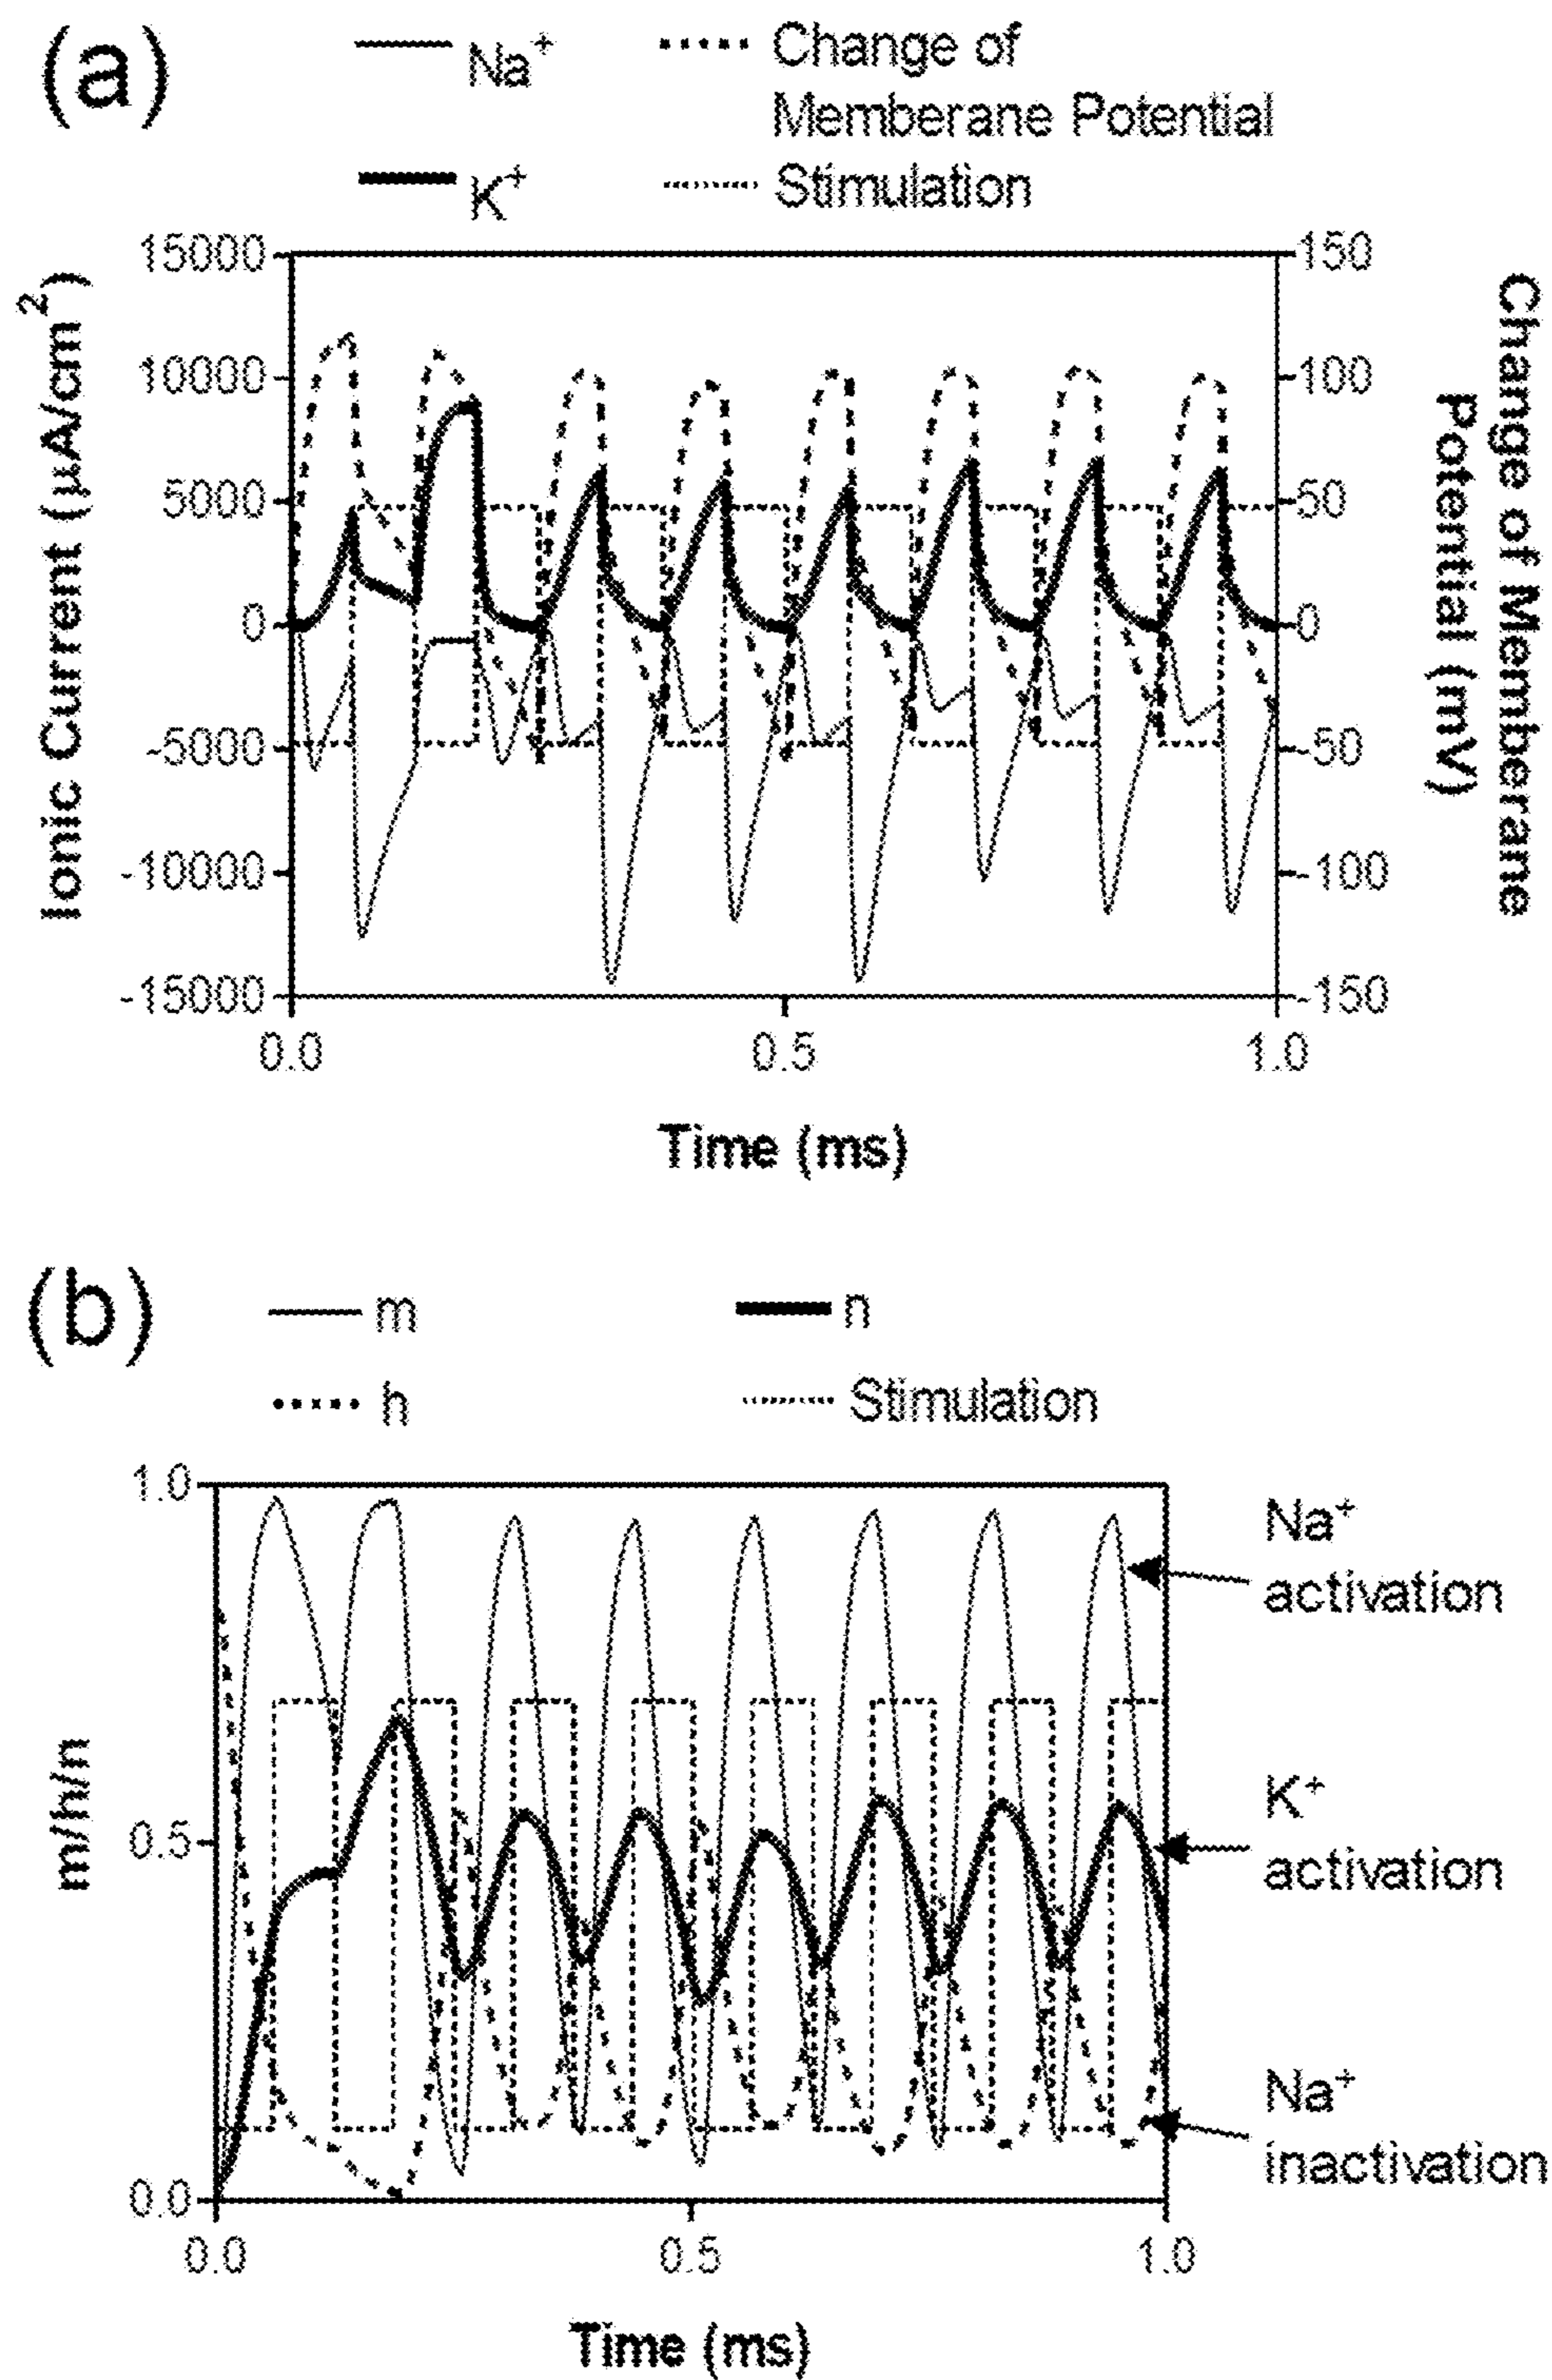 (a)
Na⁺
Change of
Memberane Potential
K⁺
Stimulation
15000
10000
5000
0
-5000
-10000
-15000
150
100
50
0
-50
-100
-150
Ionic Current (µA/cm²)
Change of Memberane
Potential (mV)
0.0 0.5 1.0
Time (ms)
(b)
m
n
h
Stimulation
1.0
0.5
0.0
m/h/n
Na⁺
activation
K⁺
activation
Na⁺
inactivation
0.0 0.5 1.0
Time (ms)